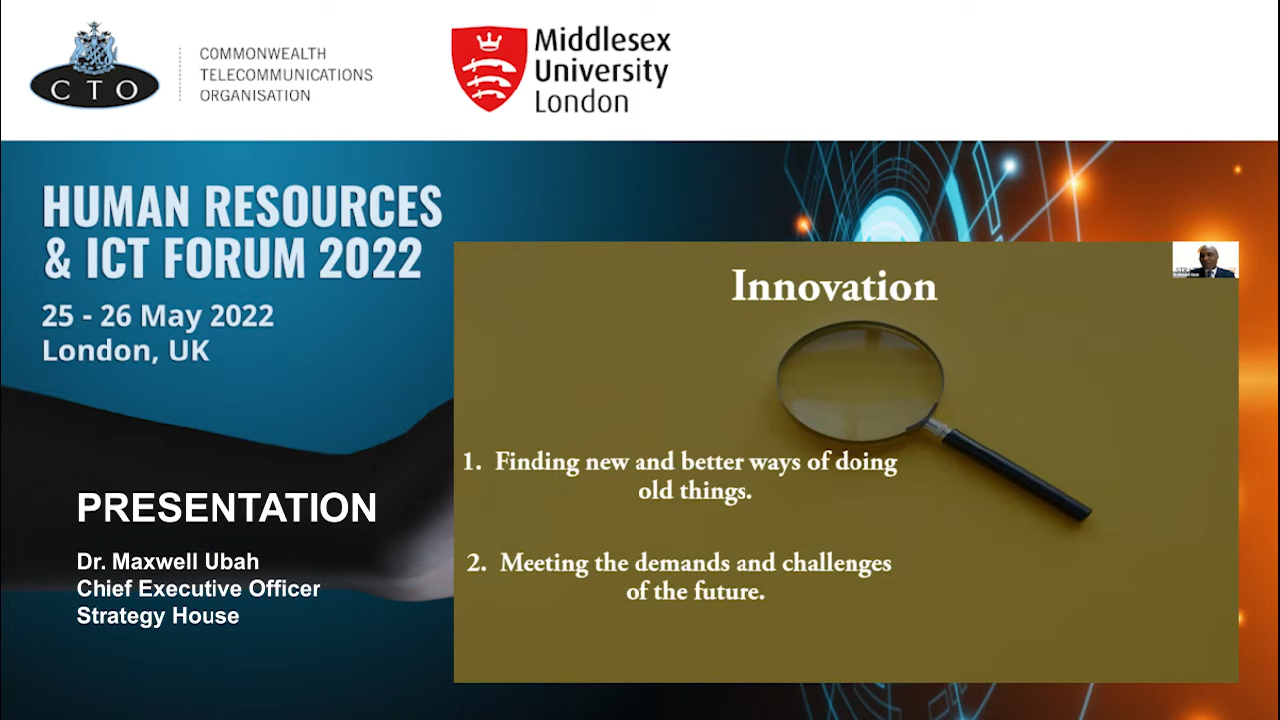 CTO
COMMONWEALTH
TELECOMMUNICATIONS
ORGANISATION
Middlesex
University
London
HUMAN RESOURCES
& ICT FORUM 2022
25 - 26 May 2022
London, UK
PRESENTATION
Dr. Maxwell Ubah
Chief Executive Officer
Strategy House
Innovation
1. Finding new and better ways of doing
old things.
2. Meeting the demands and challenges
of the future.